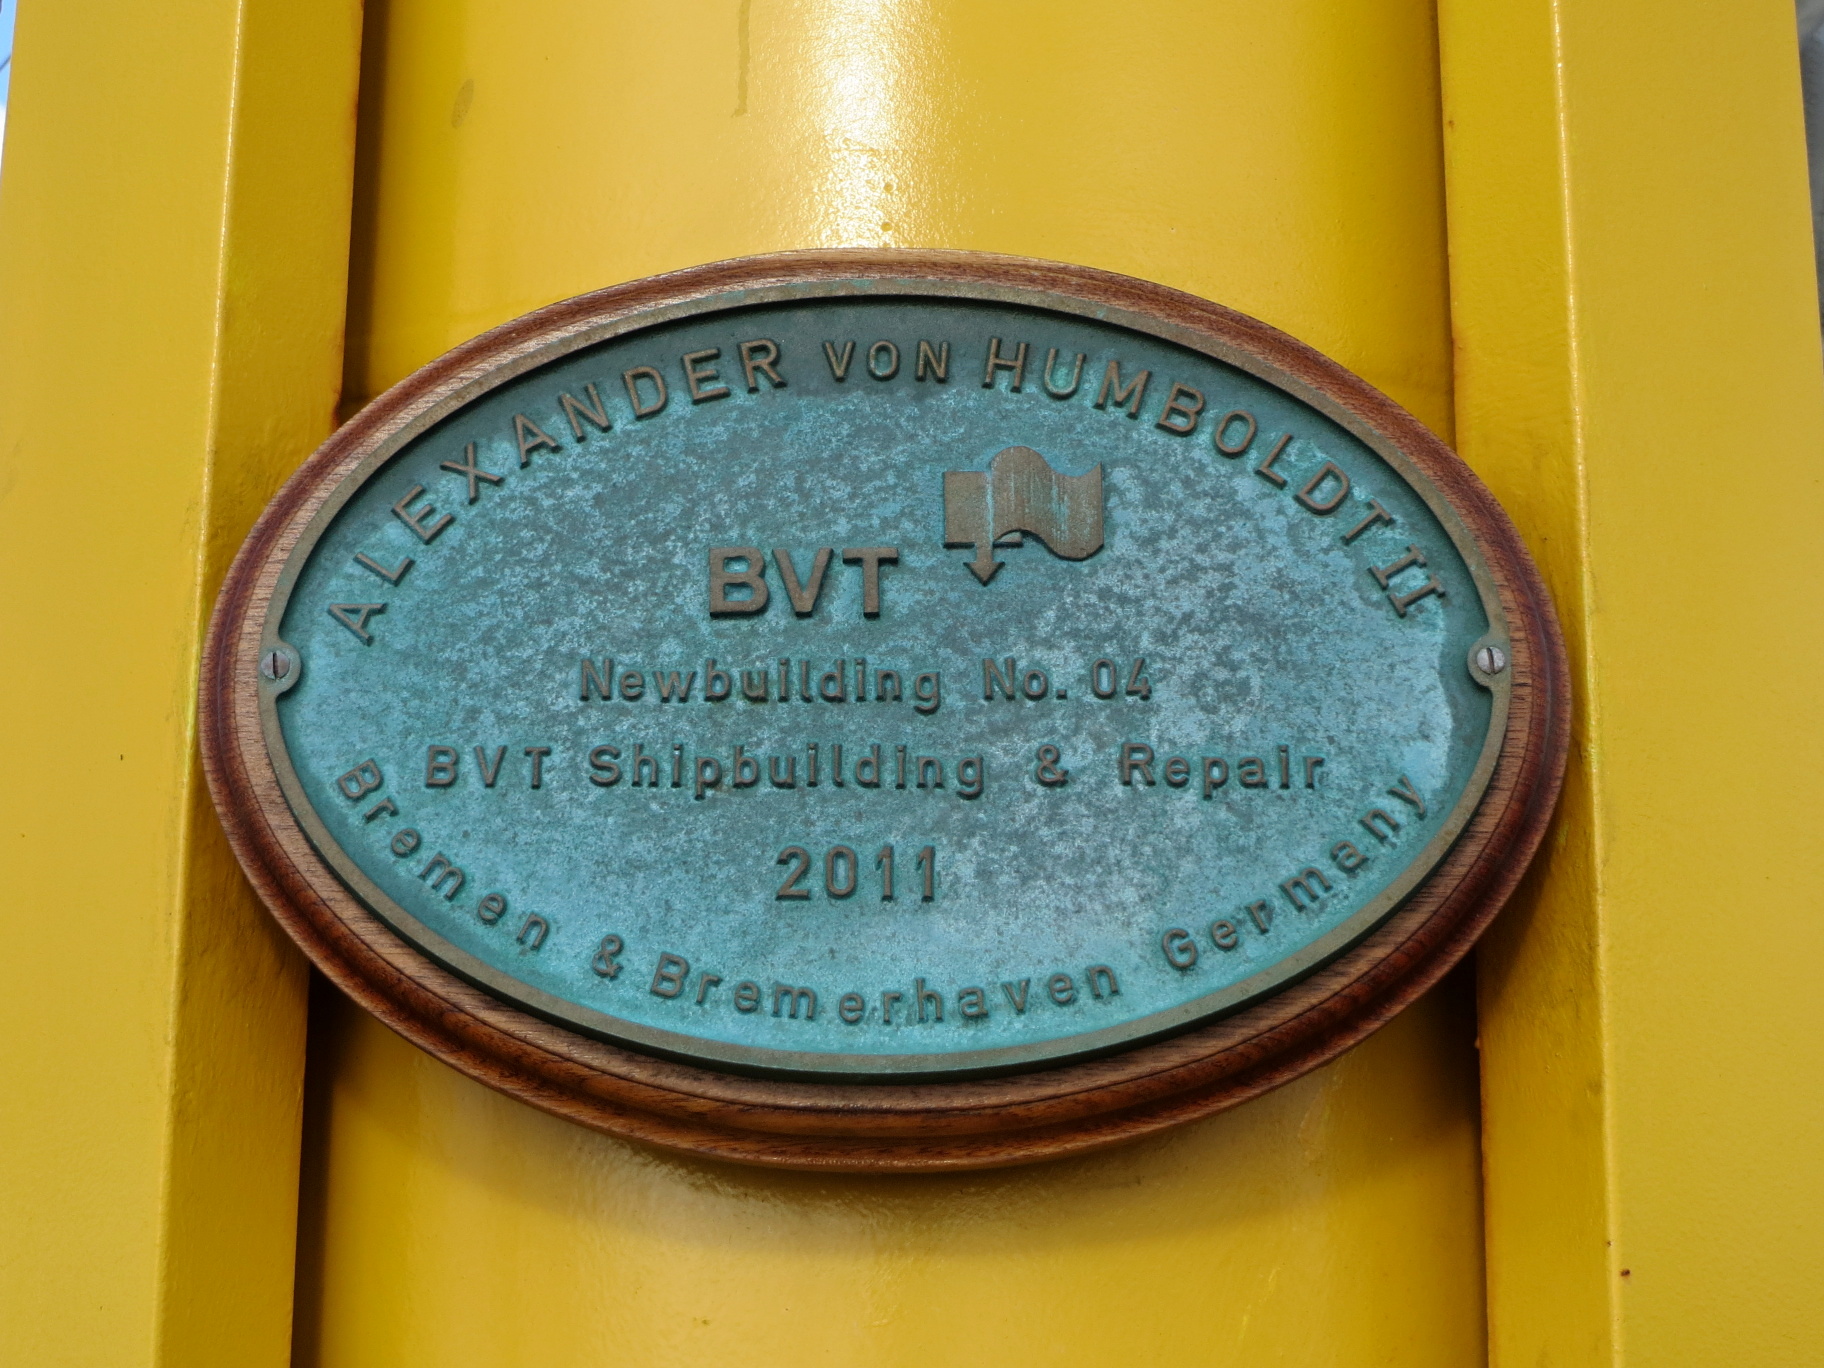 ALEXANDER VON HUMBOLDT II
BVT
Newbuilding No. 04
BVT Shipbuilding & Repair
2011
Bremen & Bremerhaven Germany